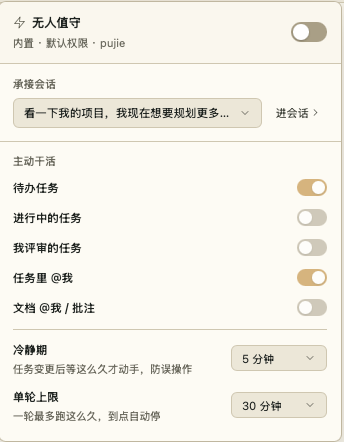 无人值守
内置 · 默认权限 · pujie
承接会话
看一下我的项目，我现在想要规划更多...
进会话 >
主动干活
待办任务
进行中的任务
我评审的任务
任务里 @我
文档 @我 / 批注
冷静期
任务变更后等这么久才动手，防误操作
5 分钟
单轮上限
一轮最多跑这么久，到点自动停
30 分钟